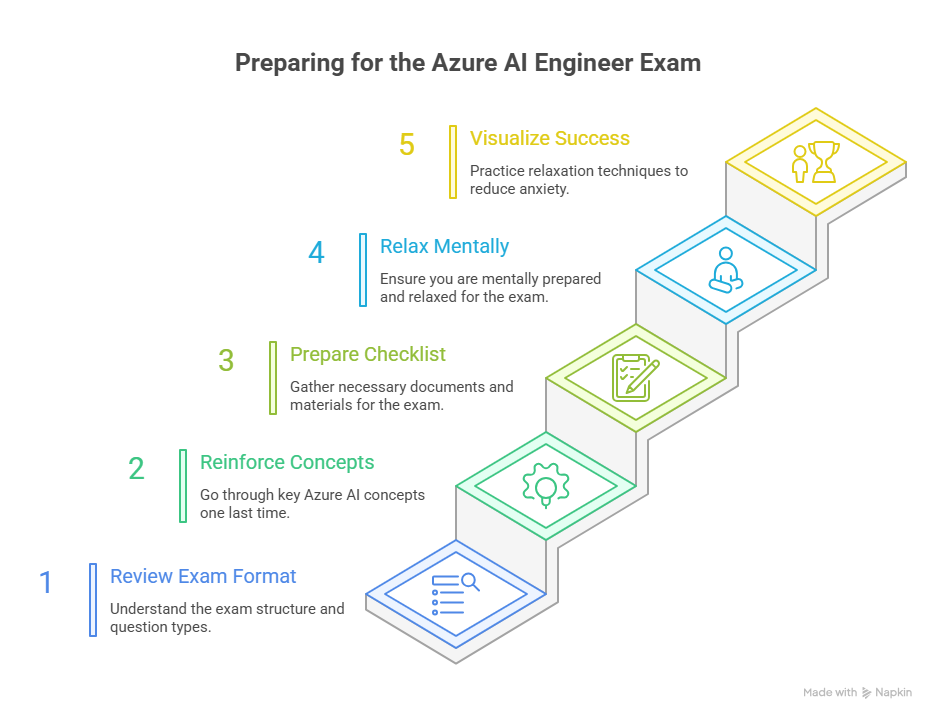 Preparing for the Azure AI Engineer Exam
5
Visualize Success
Practice relaxation techniques to
reduce anxiety.
4
Relax Mentally
Ensure you are mentally prepared
and relaxed for the exam.
3
Prepare Checklist
Gather necessary documents and
materials for the exam.
2
Reinforce Concepts
Go through key Azure AI concepts
one last time.
1
Review Exam Format
Understand the exam structure and
question types.
Made with Napkin